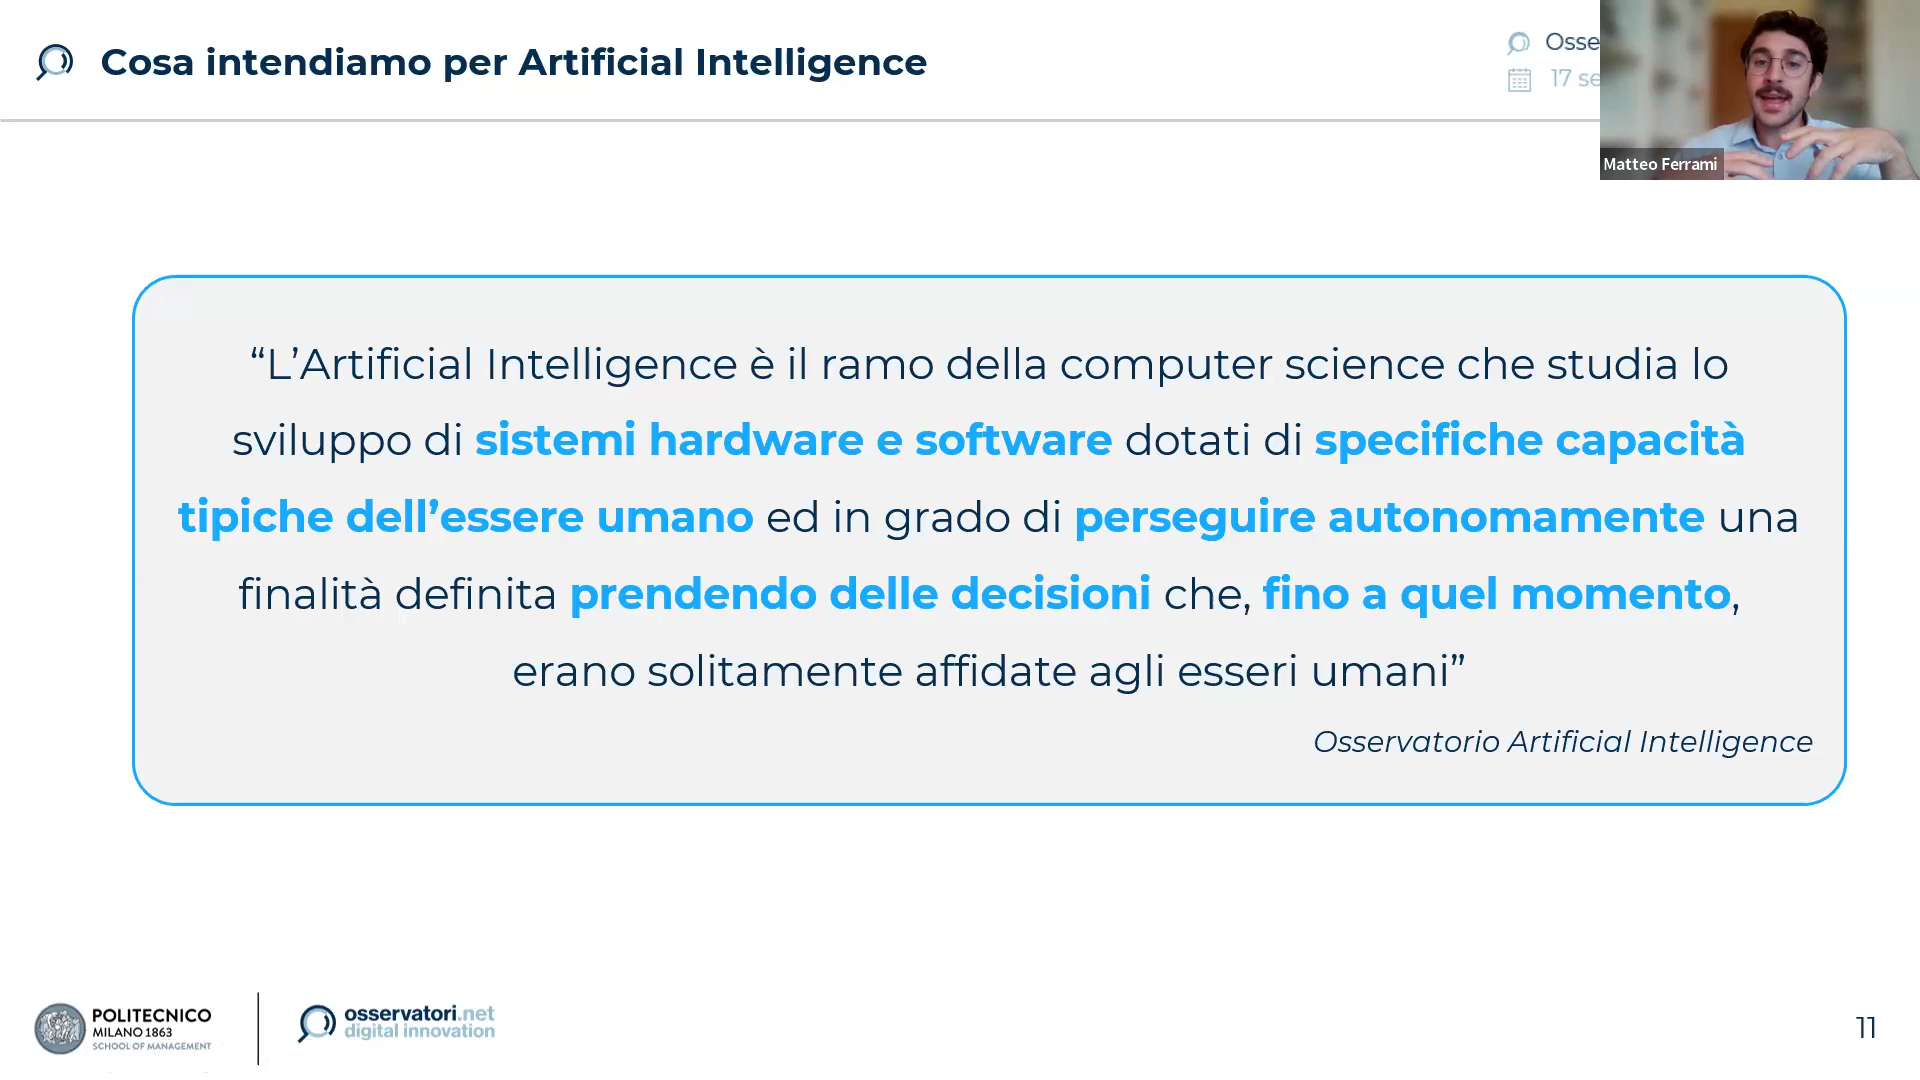 Cosa intendiamo per Artificial Intelligence
Osse
17 se
Matteo Ferrami
“L’Artificial Intelligence è il ramo della computer science che studia lo
sviluppo di sistemi hardware e software dotati di specifiche capacità
tipiche dell’essere umano ed in grado di perseguire autonomamente una
finalità definita prendendo delle decisioni che, fino a quel momento,
erano solitamente affidate agli esseri umani”
Osservatorio Artificial Intelligence
POLITECNICO
MILANO 1863
SCHOOL OF MANAGEMENT
osservatori.net
digital innovation
11